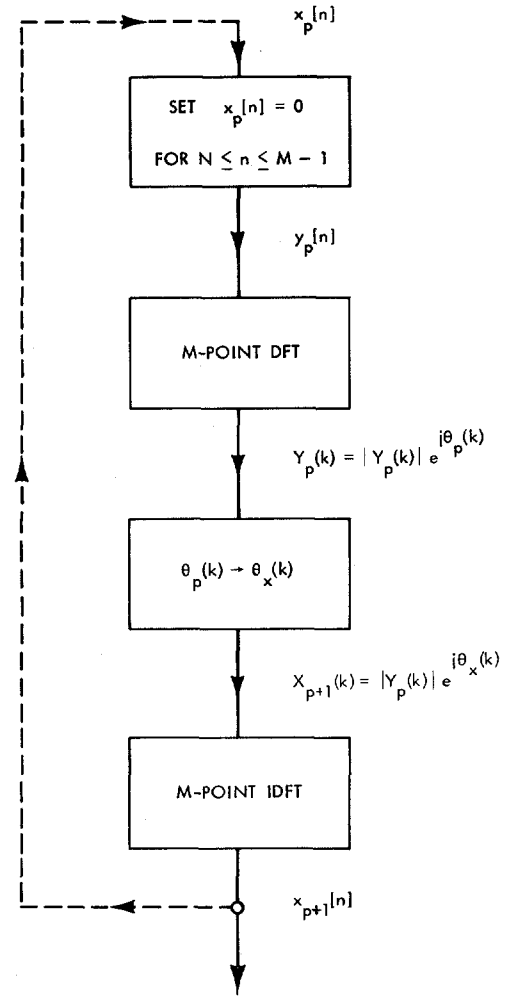 x_p[n]
SET x_p[n] = 0
FOR N ≤ n ≤ M – 1
y_p[n]
M-POINT DFT
Y_p(k) = |Y_p(k)| e^{jθ_p(k)}
θ_p(k) → θ_x(k)
X_{p+1}(k) = |Y_p(k)| e^{jθ_x(k)}
M-POINT IDFT
x_{p+1}[n]